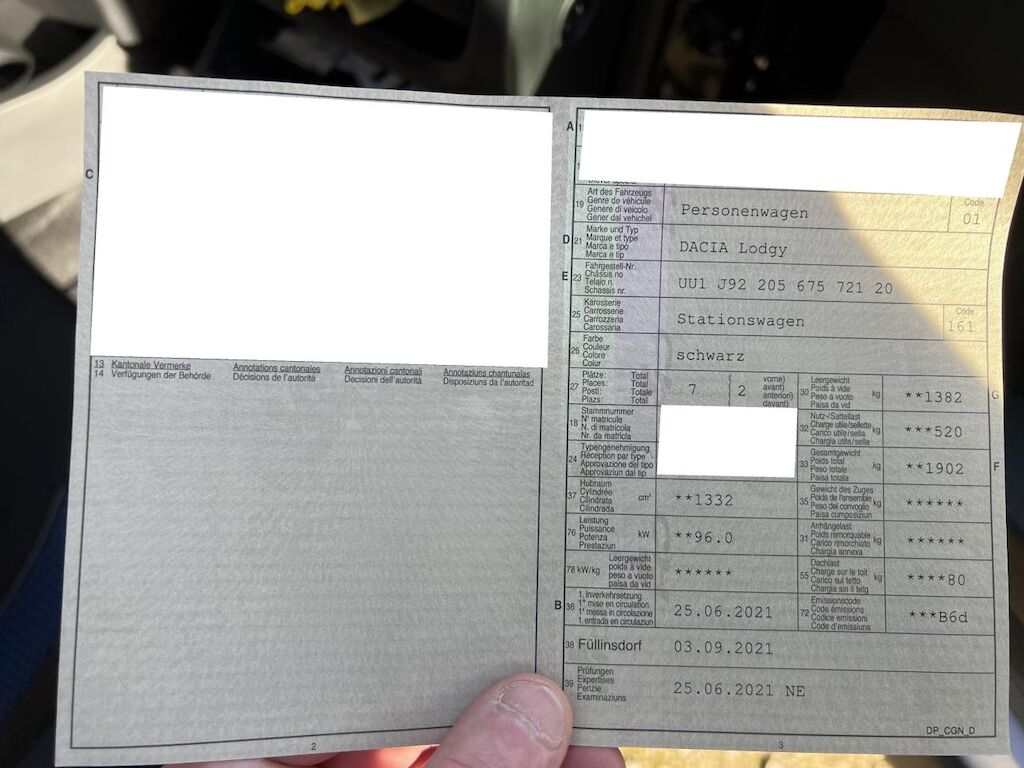 C
13 Kantonale Vermerke Annotations cantonales Annotazioni cantonali Annotaziuns chantunalas
14 Verfügungen der Behörde Décisions de l'autorité Decisioni dell'autorità Disposiziuns da l'autoritad
2
A
19 Art des Fahrzeugs
Genre de véhicule
Genere di veicolo
Gener dal vehichel
Personenwagen
Code
01
D 21 Marke und Typ
Marque et type
Marca e tipo
Marca e tip
DACIA Lodgy
E 23 Fahrgestell-Nr.
Châssis no
Telaio n.
Schassis nr.
UU1 J92 205 675 721 20
25 Karosserie
Carrosserie
Carrozzeria
Carossaria
Stationswagen
Code
161
26 Farbe
Couleur
Colore
Colur
schwarz
27 Plätze: Total
Places: Total
Posti: Totale
Plazs: Total
7 2
vorne)
avant)
anteriori)
davant)
30 Leergewicht
Poids à vide
Peso a vuoto
Paisa da vid
kg
**1382
G
18 Stammnummer
N° matricule
N. di matricola
Nr. da matricla
32 Nutz-/Sattellast
Charge utile/sellette
Carico utile/sella
Chargia utila/sella
kg
***520
24 Typengenehmigung
Réception par type
Approvazione del tipo
Approvaziun dal tip
33 Gesamtgewicht
Poids total
Peso totale
Paisa totala
kg
**1902
F
37 Hubraum
Cylindrée
Cilindrata
Cilindrada
cm³
**1332
35 Gewicht des Zuges
Poids de l'ensemble
Peso del convoglio
Paisa cumposiziun
kg
******
76 Leistung
Puissance
Potenza
Prestaziun
kW
**96.0
31 Anhängelast
Poids remorquable
Carico rimorchiato
Chargia annexa
kg
******
78 kW/kg Leergewicht
poids à vide
peso a vuoto
paisa da vid
******
55 Dachlast
Charge sur le toit
Carico sul tetto
Chargia sin il tetg
kg
****80
B 36 1. Inverkehrsetzung
1re mise en circulation
1a messa in circolazione
1. entrada en circulaziun
25.06.2021
72 Emissionscode
Code émissions
Codice emissioni
Code d'emissiuns
***B6d
38 Füllinsdorf 03.09.2021
39 Prüfungen
Expertises
Perizie
Examinaziuns
25.06.2021 NE
DP_CGN_D
3